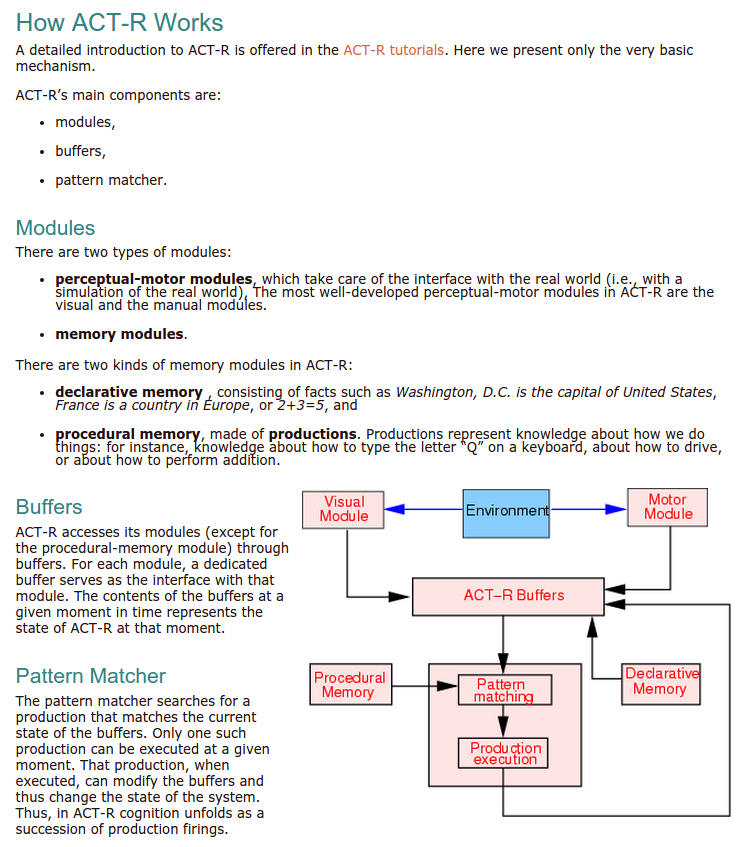 How ACT-R Works
A detailed introduction to ACT-R is offered in the ACT-R tutorials. Here we present only the very basic
mechanism.
ACT-R’s main components are:
• modules,
• buffers,
• pattern matcher.
Modules
There are two types of modules:
• perceptual-motor modules, which take care of the interface with the real world (i.e., with a
simulation of the real world), The most well-developed perceptual-motor modules in ACT-R are the
visual and the manual modules.
• memory modules.
There are two kinds of memory modules in ACT-R:
• declarative memory , consisting of facts such as Washington, D.C. is the capital of United States,
France is a country in Europe, or 2+3=5, and
• procedural memory, made of productions. Productions represent knowledge about how we do
things: for instance, knowledge about how to type the letter “Q” on a keyboard, about how to drive,
or about how to perform addition.
Buffers
ACT-R accesses its modules (except for
the procedural-memory module) through
buffers. For each module, a dedicated
buffer serves as the interface with that
module. The contents of the buffers at a
given moment in time represents the
state of ACT-R at that moment.
Pattern Matcher
The pattern matcher searches for a
production that matches the current
state of the buffers. Only one such
production can be executed at a given
moment. That production, when
executed, can modify the buffers and
thus change the state of the system.
Thus, in ACT-R cognition unfolds as a
succession of production firings.
Visual
Module
Environment
Motor
Module
ACT–R Buffers
Procedural
Memory
Pattern
matching
Declarative
Memory
Production
execution